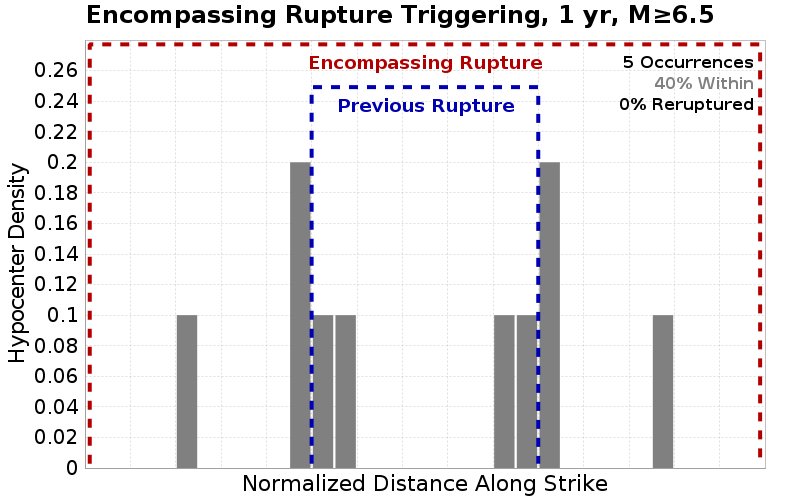 Encompassing Rupture Triggering, 1 yr, M≥6.5
Encompassing Rupture
5 Occurrences
40% Within
0% Reruptured
Previous Rupture
Hypocenter Density
0.26
0.24
0.22
0.2
0.18
0.16
0.14
0.12
0.1
0.08
0.06
0.04
0.02
0
Normalized Distance Along Strike